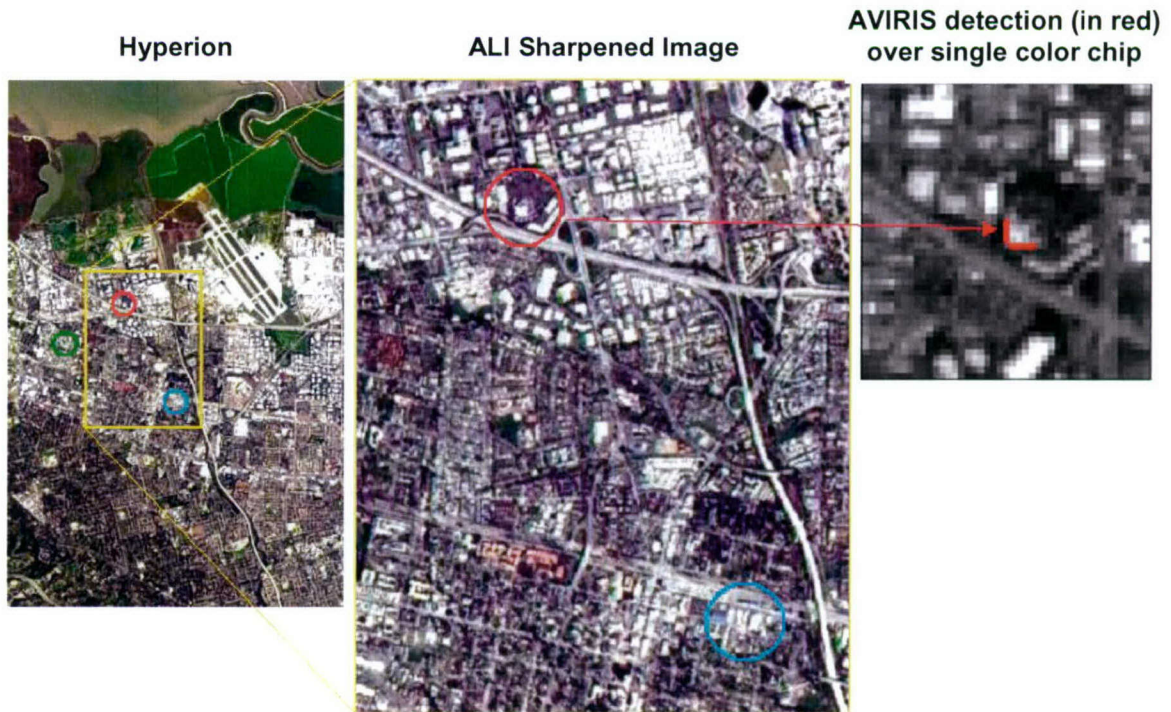 Hyperion
ALI Sharpened Image
AVIRIS detection (in red)
over single color chip